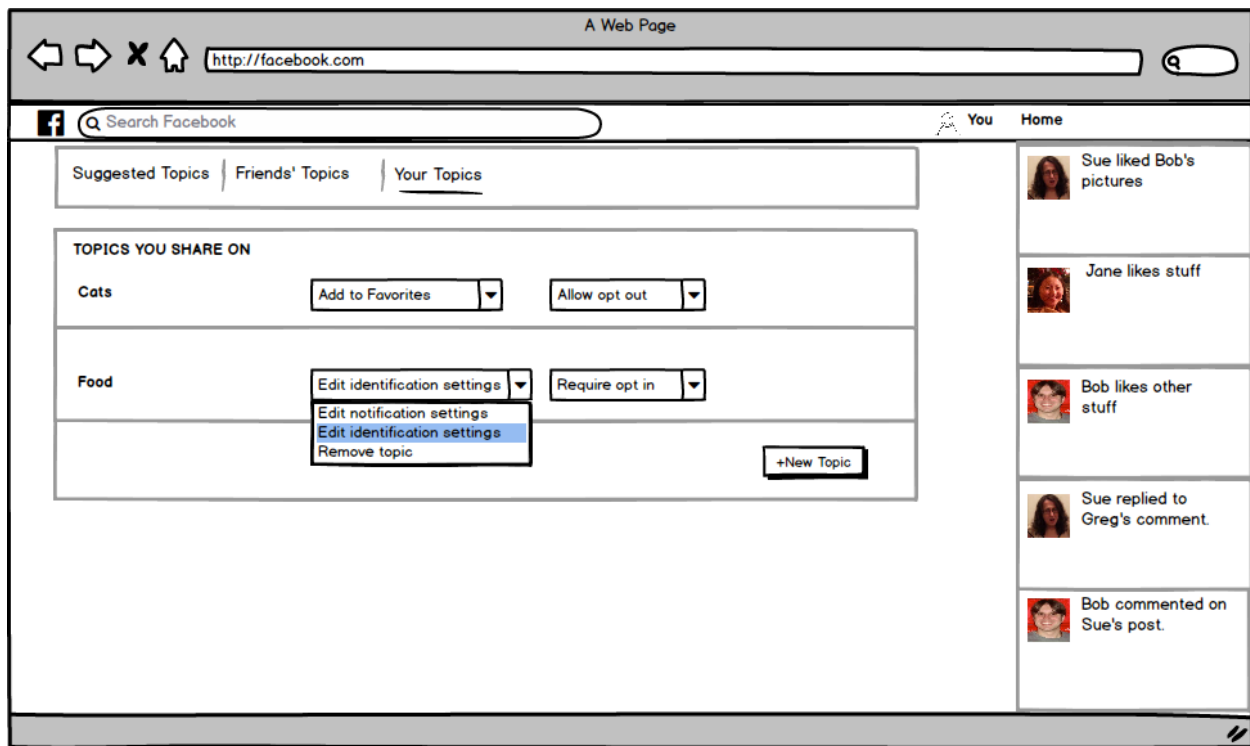 A Web Page
http://facebook.com
Search Facebook
You
Home
Suggested Topics
Friends' Topics
Your Topics
TOPICS YOU SHARE ON
Cats
Add to Favorites
Allow opt out
Food
Edit identification settings
Require opt in
Edit notification settings
Edit identification settings
Remove topic
+New Topic
Sue liked Bob's
pictures
Jane likes stuff
Bob likes other
stuff
Sue replied to
Greg's comment.
Bob commented on
Sue's post.